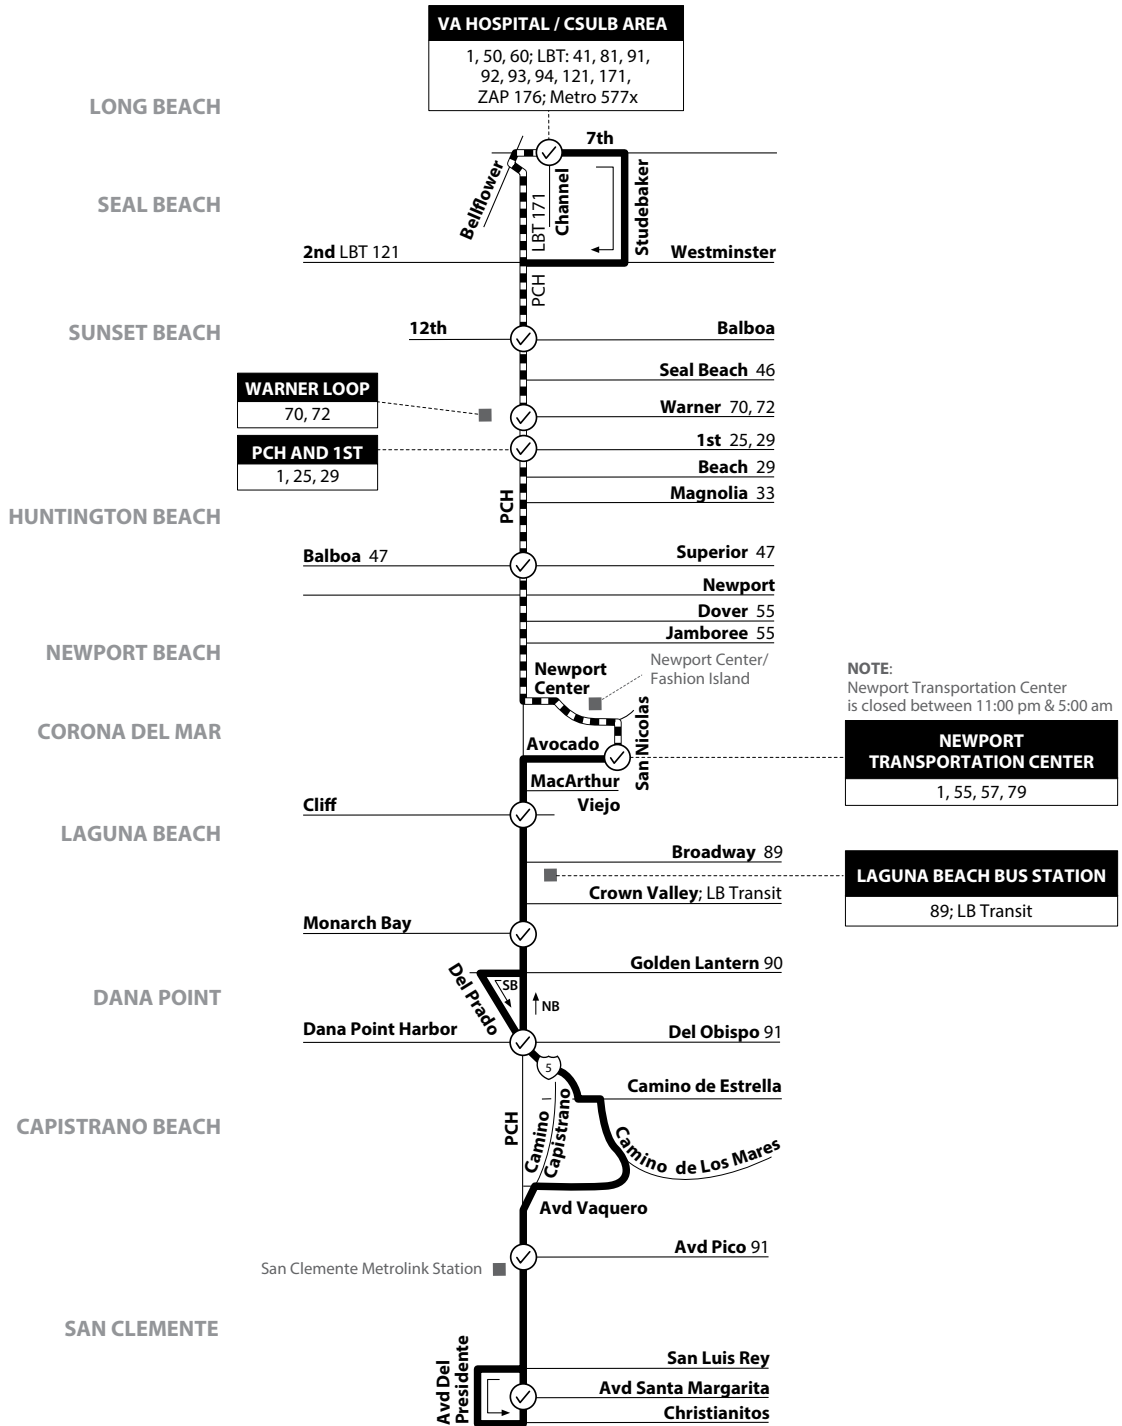 VA HOSPITAL / CSULB AREA
1, 50, 60; LBT: 41, 81, 91,
92, 93, 94, 121, 171,
ZAP 176; Metro 577x
LONG BEACH
7th
Bellflower
LBT 171
Channel
Studebaker
SEAL BEACH
2nd LBT 121
Westminster
PCH
SUNSET BEACH
12th
Balboa
Seal Beach 46
WARNER LOOP
70, 72
Warner 70, 72
PCH AND 1ST
1, 25, 29
1st 25, 29
Beach 29
Magnolia 33
PCH
HUNTINGTON BEACH
Balboa 47
Superior 47
Newport
Dover 55
Jamboree 55
NEWPORT BEACH
Newport
Center
Newport Center/
Fashion Island
NOTE:
Newport Transportation Center
is closed between 11:00 pm & 5:00 am
San Nicolas
CORONA DEL MAR
Avocado
NEWPORT
TRANSPORTATION CENTER
1, 55, 57, 79
MacArthur
Cliff
Viejo
LAGUNA BEACH
Broadway 89
LAGUNA BEACH BUS STATION
89; LB Transit
Crown Valley; LB Transit
Monarch Bay
Golden Lantern 90
Del Prado
SB
NB
DANA POINT
Dana Point Harbor
Del Obispo 91
5
Camino de Estrella
CAPISTRANO BEACH
PCH
Camino
Capistrano
Camino de Los Mares
Avd Vaquero
Avd Pico 91
San Clemente Metrolink Station
SAN CLEMENTE
Avd Del
Presidente
San Luis Rey
Avd Santa Margarita
Christianitos